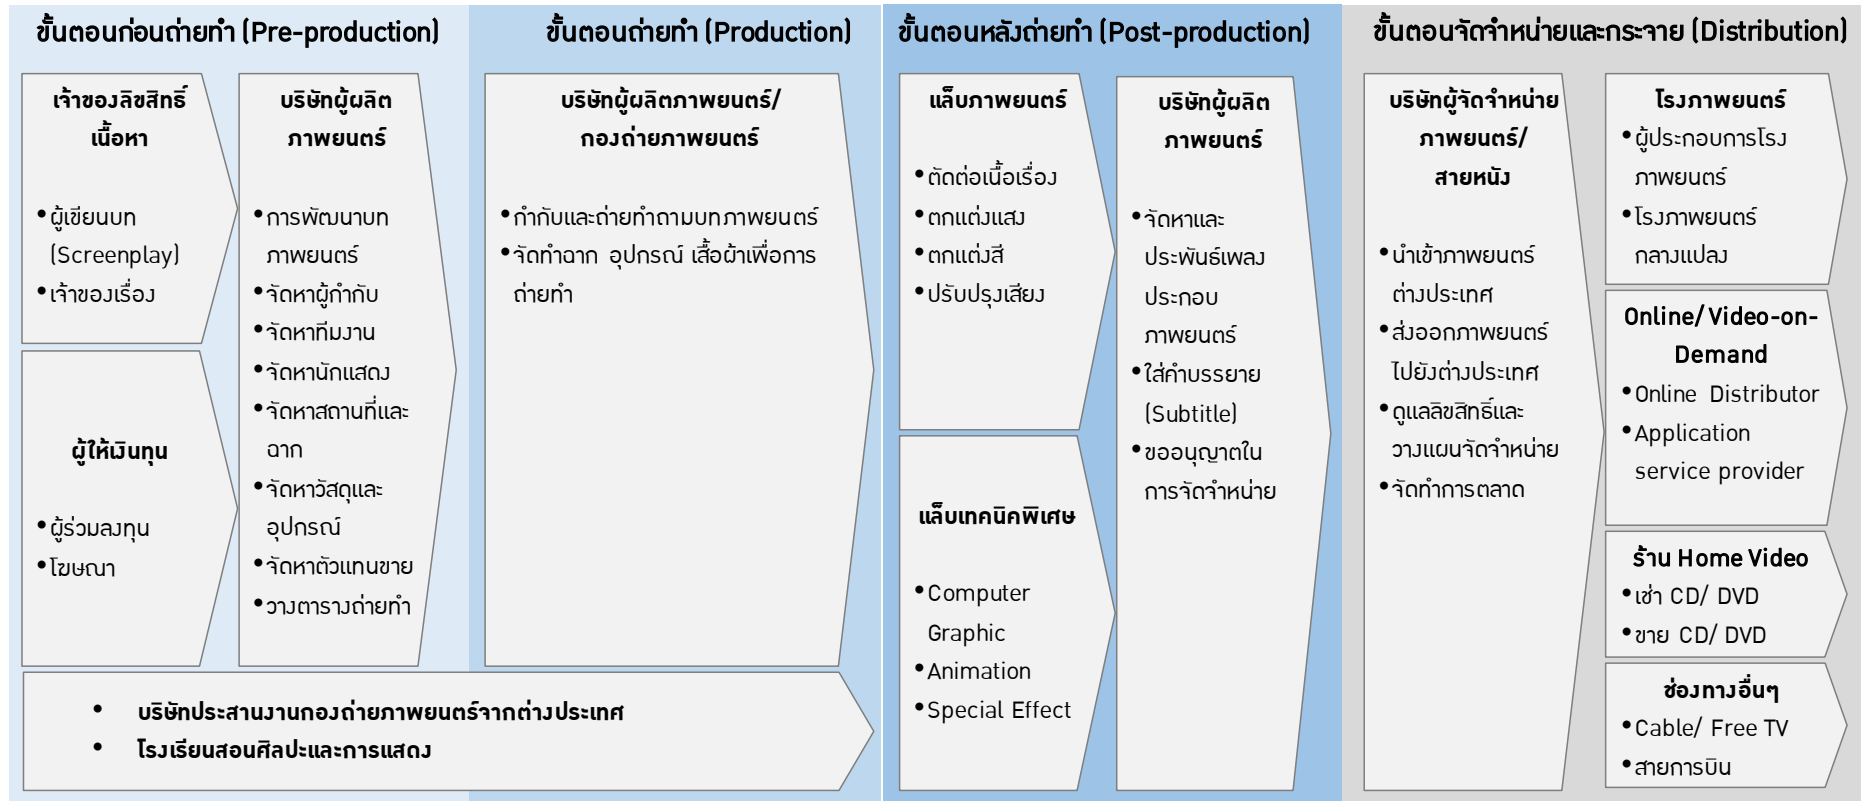 ขั้นตอนก่อนถ่ายทำ (Pre-production)
เจ้าของลิขสิทธิ์
เนื้อหา
•ผู้เขียนบท
(Screenplay)
•เจ้าของเรื่อง
ผู้ให้เงินทุน
•ผู้ร่วมลงทุน
•โฆษณา
บริษัทผู้ผลิต
ภาพยนตร์
•การพัฒนาบท
ภาพยนตร์
•จัดหาผู้กำกับ
•จัดหาทีมงาน
•จัดหานักแสดง
•จัดหาสถานที่และ
ฉาก
•จัดหาวัสดุและ
อุปกรณ์
•จัดหาตัวแทนขาย
•วางตารางถ่ายทำ
ขั้นตอนถ่ายทำ (Production)
บริษัทผู้ผลิตภาพยนตร์/
กองถ่ายภาพยนตร์
•กำกับและถ่ายทำตามบทภาพยนตร์
•จัดทำฉาก อุปกรณ์ เสื้อผ้าเพื่อการ
ถ่ายทำ
• บริษัทประสานงานกองถ่ายภาพยนตร์จากต่างประเทศ
• โรงเรียนสอนศิลปะและการแสดง
ขั้นตอนหลังถ่ายทำ (Post-production)
แล็บภาพยนตร์
•ตัดต่อเนื้อเรื่อง
•ตกแต่งแสง
•ตกแต่งสี
•ปรับปรุงเสียง
แล็บเทคนิคพิเศษ
•Computer
Graphic
•Animation
•Special Effect
บริษัทผู้ผลิต
ภาพยนตร์
•จัดหาและ
ประพันธ์เพลง
ประกอบ
ภาพยนตร์
•ใส่คำบรรยาย
(Subtitle)
•ขออนุญาตใน
การจัดจำหน่าย
ขั้นตอนจัดจำหน่ายและกระจาย (Distribution)
บริษัทผู้จัดจำหน่าย
ภาพยนตร์/
สายหนัง
•นำเข้าภาพยนตร์
ต่างประเทศ
•ส่งออกภาพยนตร์
ไปยังต่างประเทศ
•ดูแลลิขสิทธิ์และ
วางแผนจัดจำหน่าย
•จัดทำการตลาด
โรงภาพยนตร์
•ผู้ประกอบการโรง
ภาพยนตร์
•โรงภาพยนตร์
กลางแปลง
Online/ Video-on-
Demand
•Online Distributor
•Application
service provider
ร้าน Home Video
•เช่า CD/ DVD
•ขาย CD/ DVD
ช่องทางอื่นๆ
•Cable/ Free TV
•สายการบิน